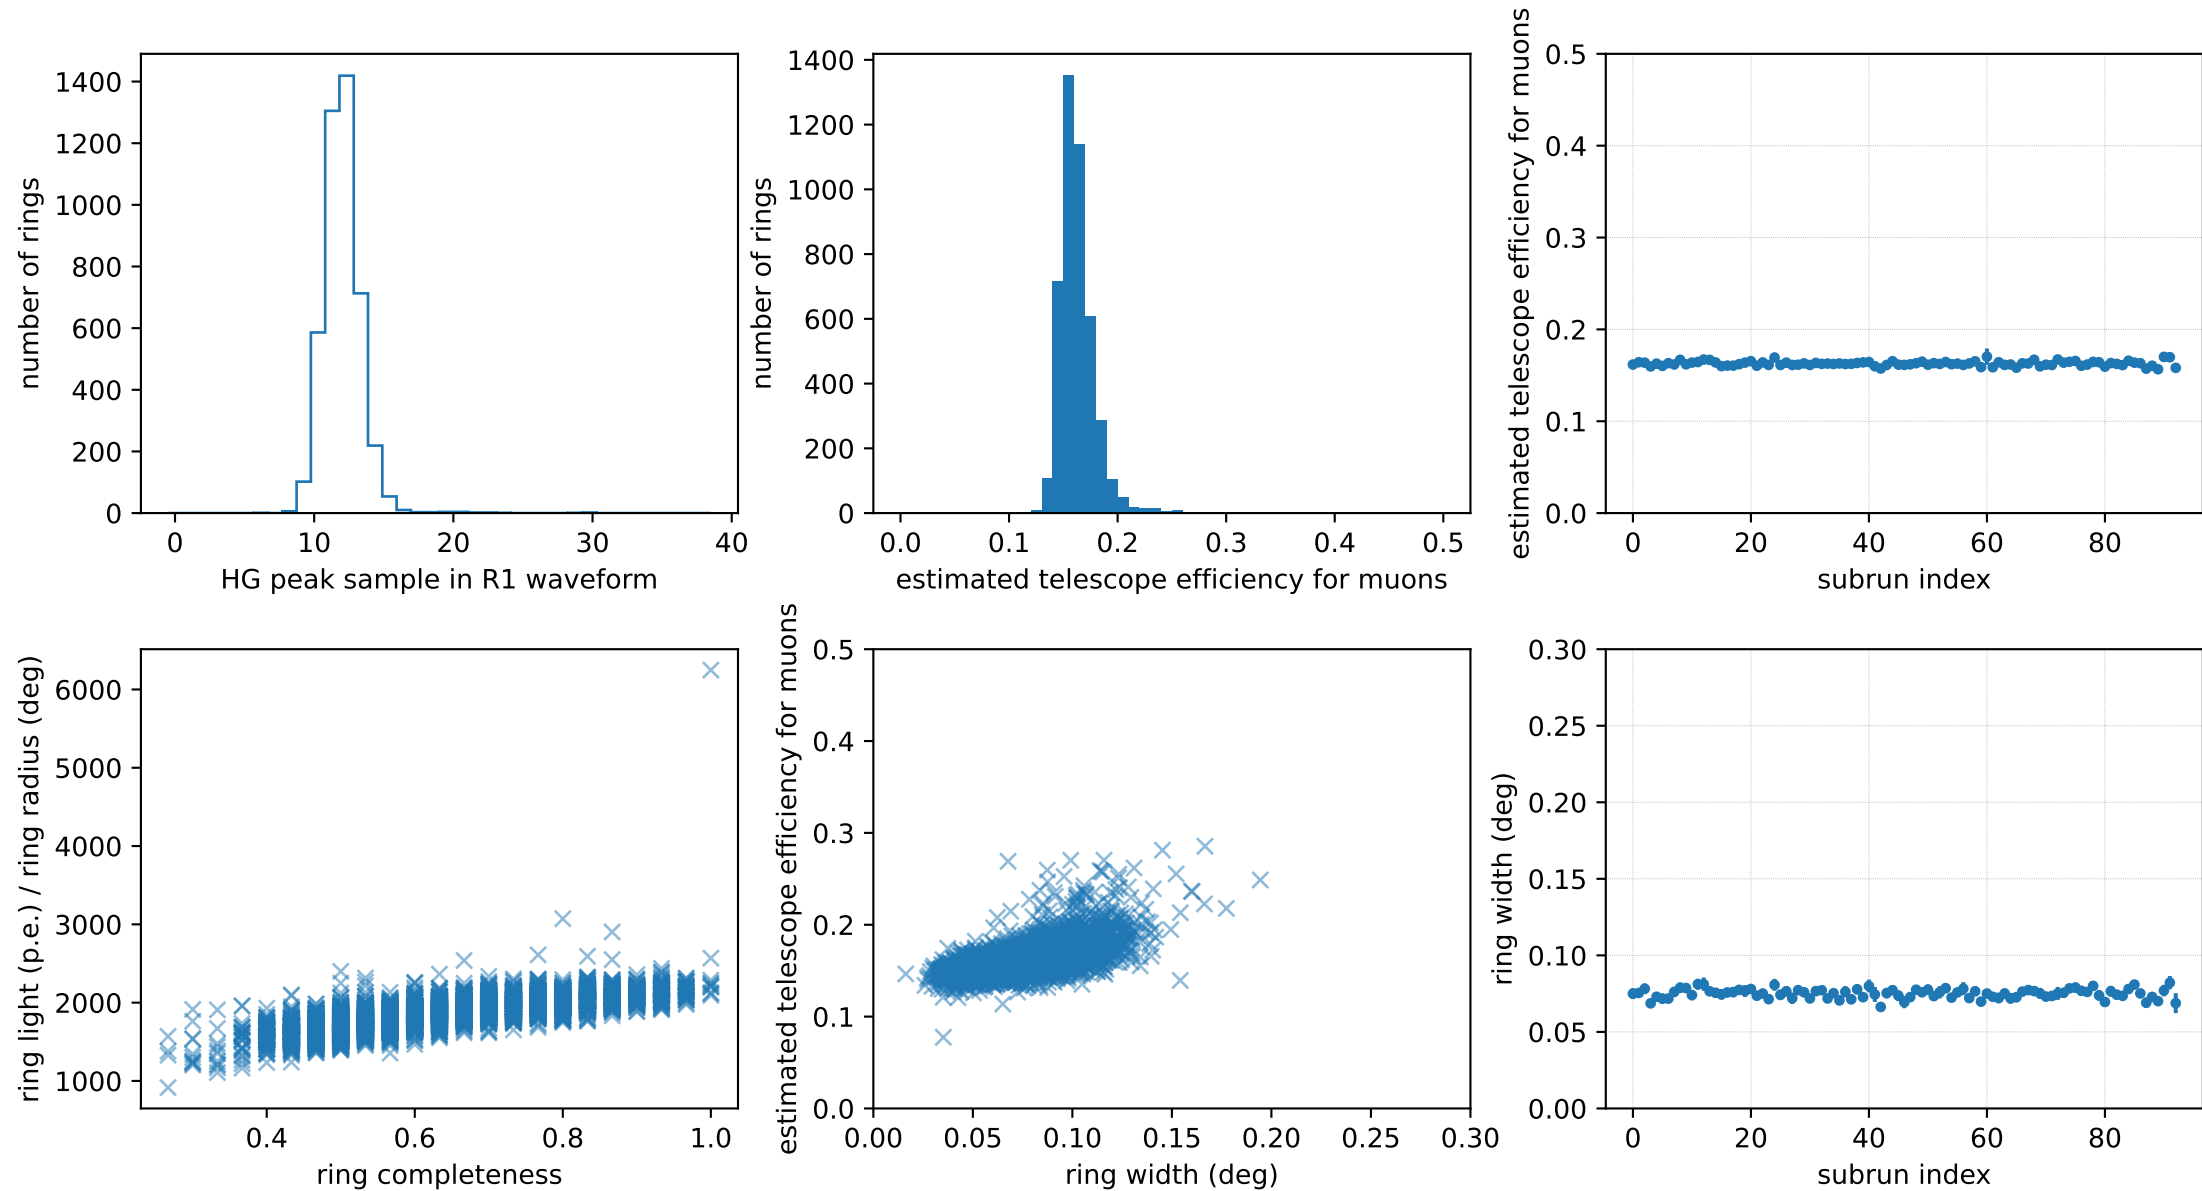 number of rings
1400
1200
1000
800
600
400
200
0
0 10 20 30 40
HG peak sample in R1 waveform
number of rings
1400
1200
1000
800
600
400
200
0
0.0 0.1 0.2 0.3 0.4 0.5
estimated telescope efficiency for muons
estimated telescope efficiency for muons
0.5
0.4
0.3
0.2
0.1
0.0
0 20 40 60 80
subrun index
ring light (p.e.) / ring radius (deg)
6000
5000
4000
3000
2000
1000
0.4 0.6 0.8 1.0
ring completeness
estimated telescope efficiency for muons
0.5
0.4
0.3
0.2
0.1
0.0
0.00 0.05 0.10 0.15 0.20 0.25 0.30
ring width (deg)
ring width (deg)
0.30
0.25
0.20
0.15
0.10
0.05
0.00
0 20 40 60 80
subrun index